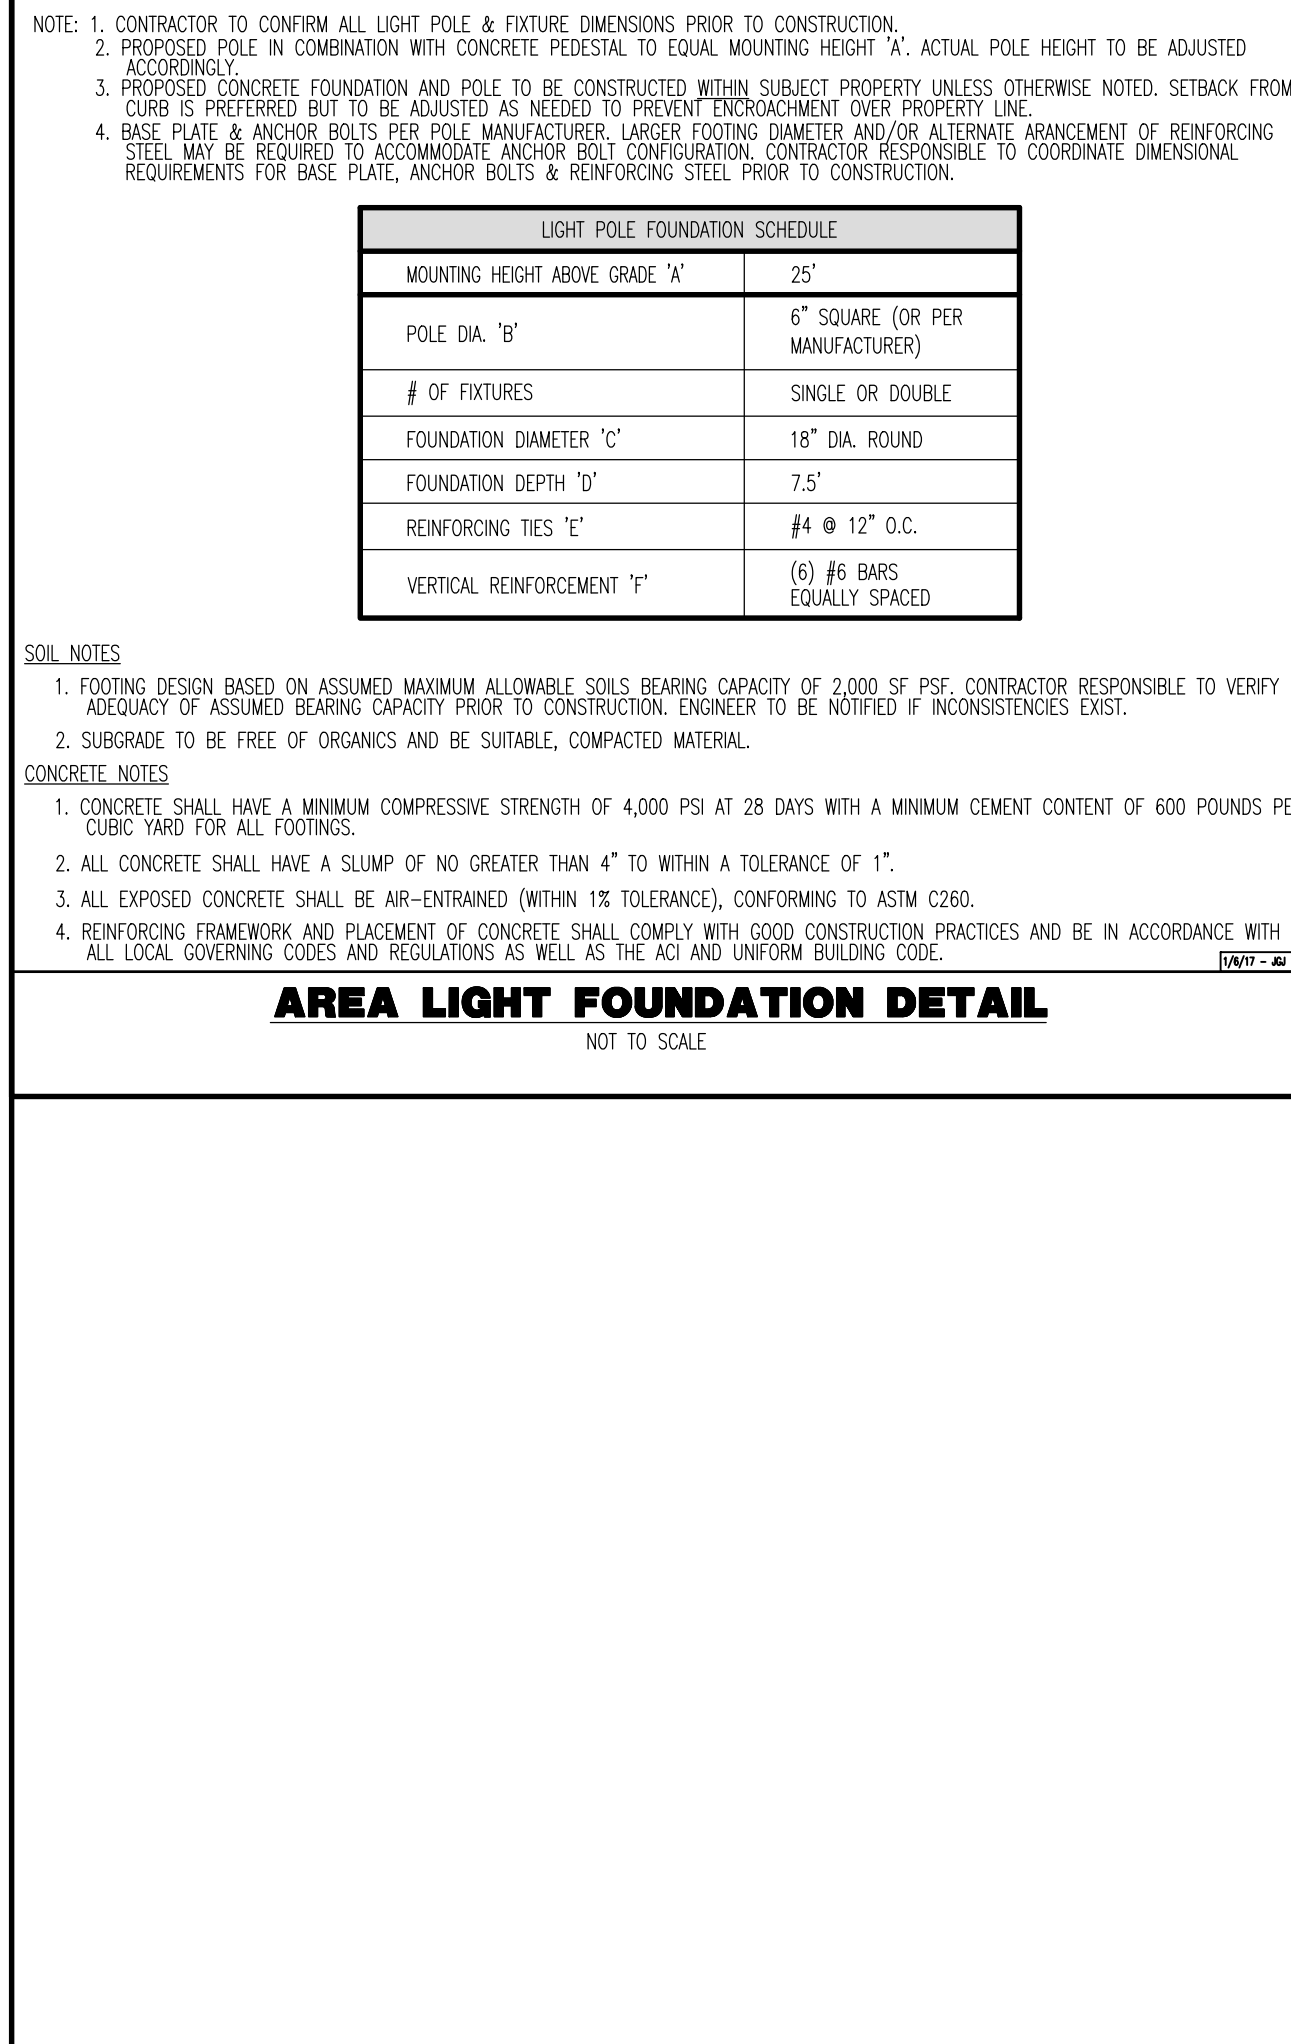 NOTE: 1. CONTRACTOR TO CONFIRM ALL LIGHT POLE & FIXTURE DIMENSIONS PRIOR TO CONSTRUCTION.
2. PROPOSED POLE IN COMBINATION WITH CONCRETE PEDESTAL TO EQUAL MOUNTING HEIGHT 'A'. ACTUAL POLE HEIGHT TO BE ADJUSTED
ACCORDINGLY.
3. PROPOSED CONCRETE FOUNDATION AND POLE TO BE CONSTRUCTED WITHIN SUBJECT PROPERTY UNLESS OTHERWISE NOTED. SETBACK FROM
CURB IS PREFERRED BUT TO BE ADJUSTED AS NEEDED TO PREVENT ENCROACHMENT OVER PROPERTY LINE.
4. BASE PLATE & ANCHOR BOLTS PER POLE MANUFACTURER. LARGER FOOTING DIAMETER AND/OR ALTERNATE ARANCEMENT OF REINFORCING
STEEL MAY BE REQUIRED TO ACCOMMODATE ANCHOR BOLT CONFIGURATION. CONTRACTOR RESPONSIBLE TO COORDINATE DIMENSIONAL
REQUIREMENTS FOR BASE PLATE, ANCHOR BOLTS & REINFORCING STEEL PRIOR TO CONSTRUCTION.
LIGHT POLE FOUNDATION SCHEDULE
MOUNTING HEIGHT ABOVE GRADE 'A' 25'
POLE DIA. 'B' 6" SQUARE (OR PER
MANUFACTURER)
# OF FIXTURES SINGLE OR DOUBLE
FOUNDATION DIAMETER 'C' 18" DIA. ROUND
FOUNDATION DEPTH 'D' 7.5'
REINFORCING TIES 'E' #4 @ 12" O.C.
VERTICAL REINFORCEMENT 'F' (6) #6 BARS
EQUALLY SPACED
SOIL NOTES
1. FOOTING DESIGN BASED ON ASSUMED MAXIMUM ALLOWABLE SOILS BEARING CAPACITY OF 2,000 SF PSF. CONTRACTOR RESPONSIBLE TO VERIFY
ADEQUACY OF ASSUMED BEARING CAPACITY PRIOR TO CONSTRUCTION. ENGINEER TO BE NOTIFIED IF INCONSISTENCIES EXIST.
2. SUBGRADE TO BE FREE OF ORGANICS AND BE SUITABLE, COMPACTED MATERIAL.
CONCRETE NOTES
1. CONCRETE SHALL HAVE A MINIMUM COMPRESSIVE STRENGTH OF 4,000 PSI AT 28 DAYS WITH A MINIMUM CEMENT CONTENT OF 600 POUNDS PE
CUBIC YARD FOR ALL FOOTINGS.
2. ALL CONCRETE SHALL HAVE A SLUMP OF NO GREATER THAN 4" TO WITHIN A TOLERANCE OF 1".
3. ALL EXPOSED CONCRETE SHALL BE AIR-ENTRAINED (WITHIN 1% TOLERANCE), CONFORMING TO ASTM C260.
4. REINFORCING FRAMEWORK AND PLACEMENT OF CONCRETE SHALL COMPLY WITH GOOD CONSTRUCTION PRACTICES AND BE IN ACCORDANCE WITH
ALL LOCAL GOVERNING CODES AND REGULATIONS AS WELL AS THE ACI AND UNIFORM BUILDING CODE.
1/6/17 - JGJ
AREA LIGHT FOUNDATION DETAIL
NOT TO SCALE